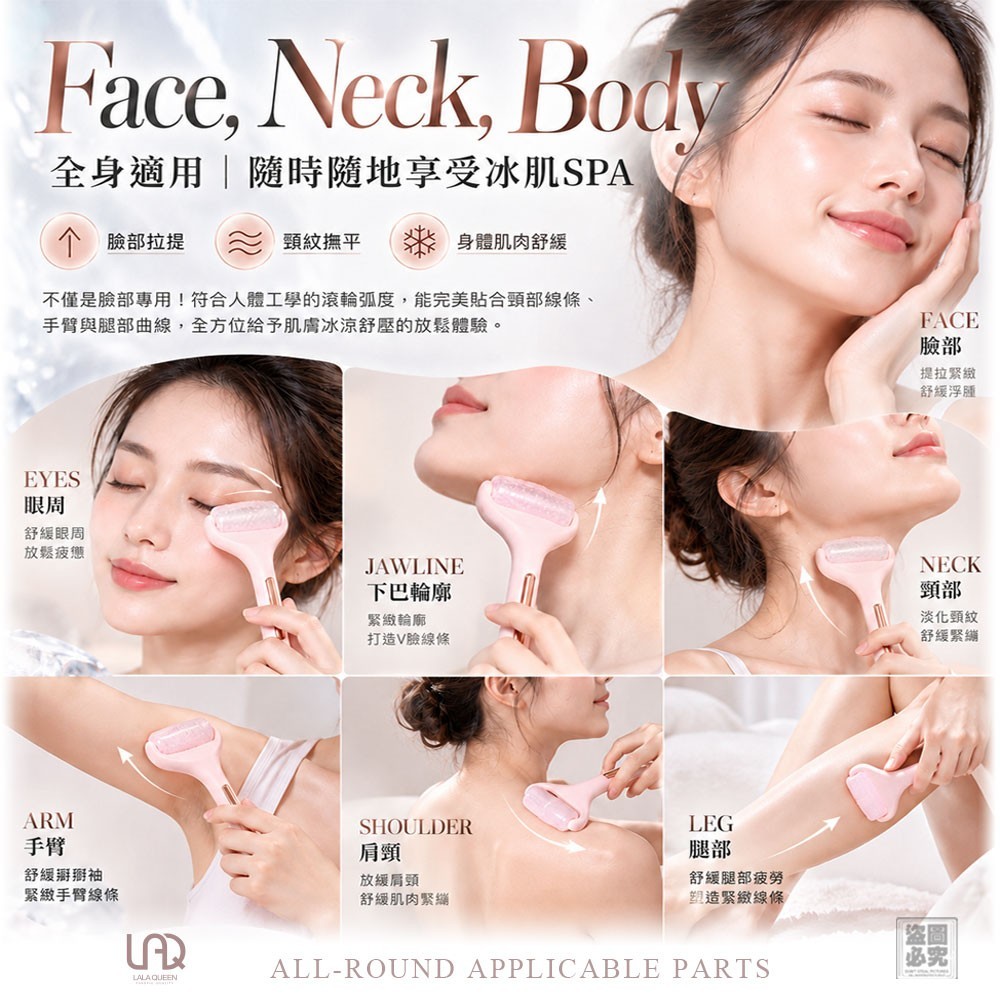 Face, Neck, Body
全身適用｜隨時隨地享受冰肌SPA
臉部拉提
頸紋撫平
身體肌肉舒緩
不僅是臉部專用！符合人體工學的滾輪弧度，能完美貼合頸部線條、
手臂與腿部曲線，全方位給予肌膚冰涼舒壓的放鬆體驗。
FACE
臉部
提拉緊緻
舒緩浮腫
EYES
眼周
舒緩眼周
放鬆疲憊
JAWLINE
下巴輪廓
緊緻輪廓
打造V臉線條
NECK
頸部
淡化頸紋
舒緩緊繃
ARM
手臂
舒緩掰掰袖
緊緻手臂線條
SHOULDER
肩頸
放緩肩頸
舒緩肌肉緊繃
LEG
腿部
舒緩腿部疲勞
塑造緊緻線條
LAQ
LALA QUEEN
ALL-ROUND APPLICABLE PARTS
盜圖
必究